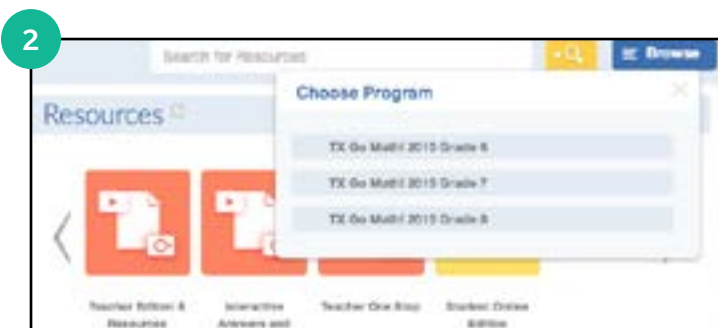 2
Search for Resources
Browse
Choose Program
Resources
TX Go Math! 2015 Grade 6
TX Go Math! 2015 Grade 7
TX Go Math! 2015 Grade 8
Teacher Edition & Resources
Interactive Answers and
Teacher One Stop
Student Online Edition